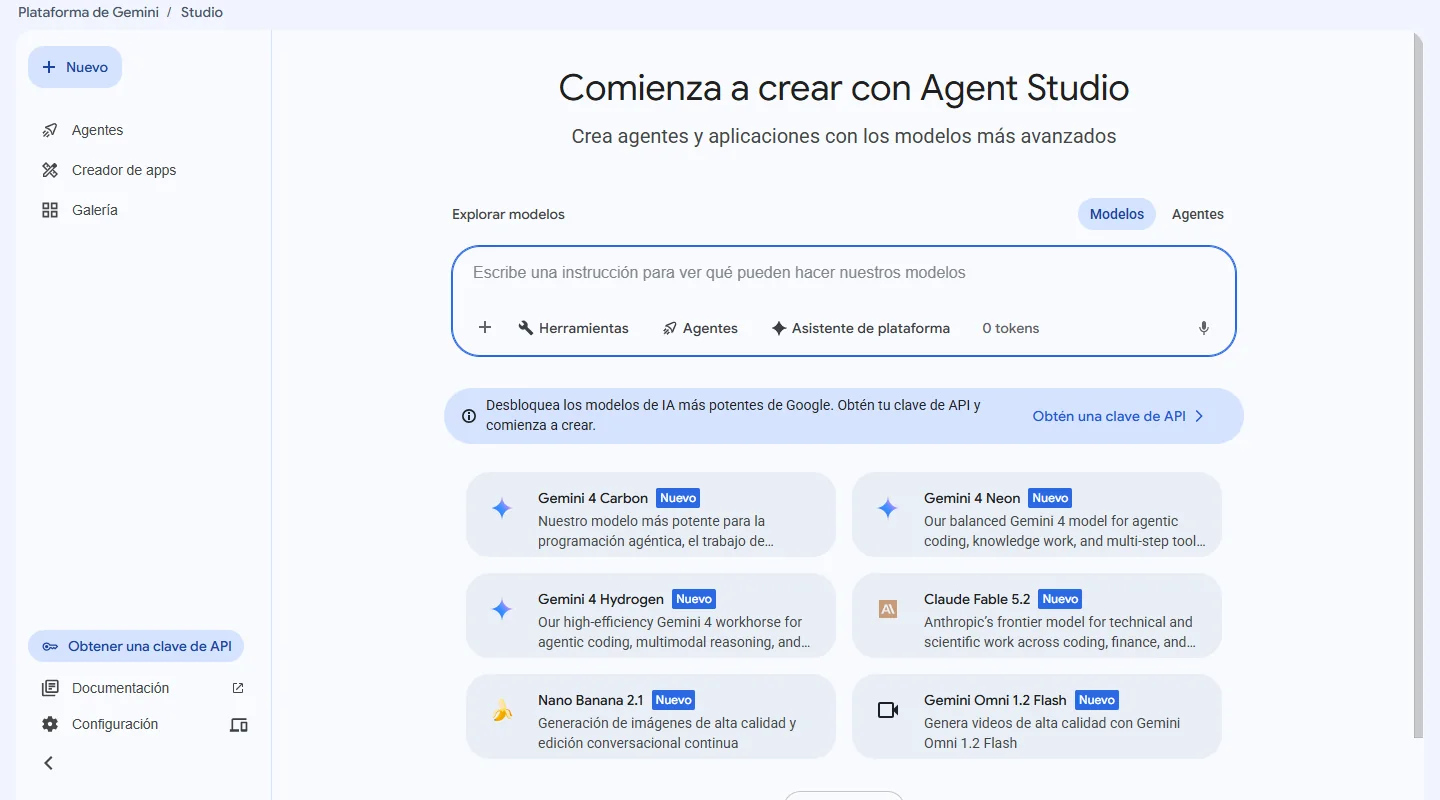 Plataforma de Gemini / Studio
Nuevo
Agentes
Creador de apps
Galería
Obtener una clave de API
Documentación
Configuración
Comienza a crear con Agent Studio
Crea agentes y aplicaciones con los modelos más avanzados
Explorar modelos
Modelos
Agentes
Escribe una instrucción para ver qué pueden hacer nuestros modelos
Herramientas
Agentes
Asistente de plataforma
0 tokens
Desbloquea los modelos de IA más potentes de Google. Obtén tu clave de API y
comienza a crear.
Obtén una clave de API
Gemini 4 Carbon Nuevo
Nuestro modelo más potente para la
programación agéntica, el trabajo de…
Gemini 4 Neon Nuevo
Our balanced Gemini 4 model for agentic
coding, knowledge work, and multi-step tool…
Gemini 4 Hydrogen Nuevo
Our high-efficiency Gemini 4 workhorse for
agentic coding, multimodal reasoning, and…
Claude Fable 5.2 Nuevo
Anthropic’s frontier model for technical and
scientific work across coding, finance, and…
Nano Banana 2.1 Nuevo
Generación de imágenes de alta calidad y
edición conversacional continua
Gemini Omni 1.2 Flash Nuevo
Genera videos de alta calidad con Gemini
Omni 1.2 Flash